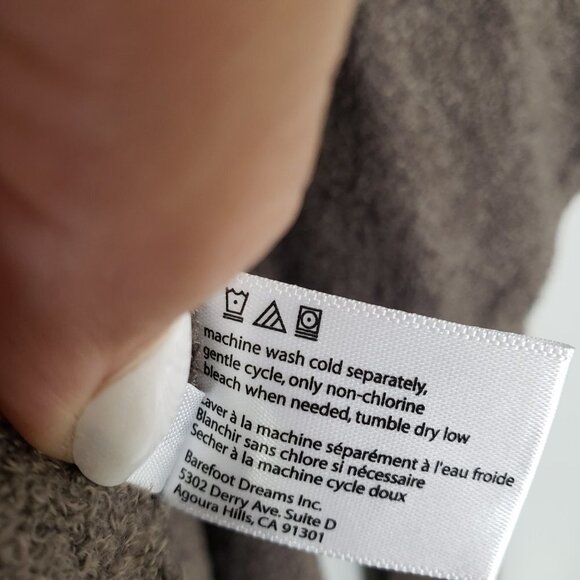 machine wash cold separately,
gentle cycle, only non-chlorine
bleach when needed, tumble dry low
Laver à la machine séparément à l'eau froide
Blanchir sans chlore si nécessaire
Secher à la machine cycle doux
Barefoot Dreams Inc.
5302 Derry Ave. Suite D
Agoura Hills, CA 91301